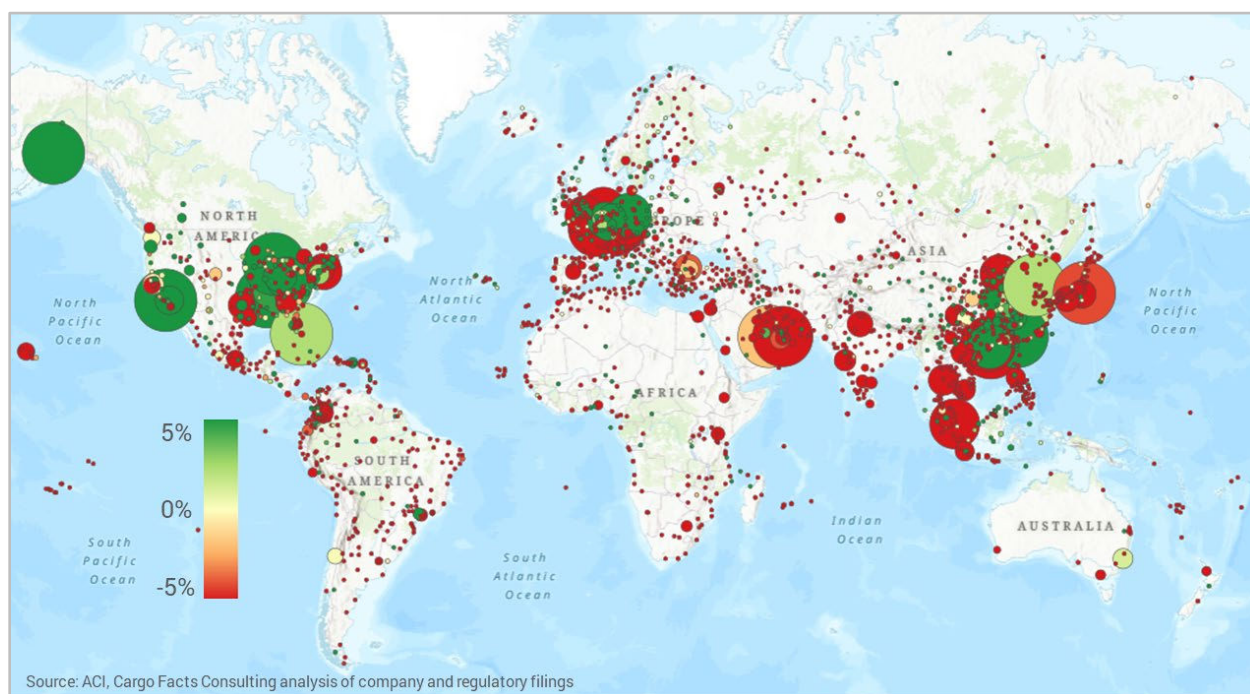 NORTH
AMERICA
EUROPE
ASIA
North
Pacific
Ocean
North
Atlantic
Ocean
North
Pacific
Ocean
AFRICA
5%
0%
-5%
SOUTH
AMERICA
Indian
Ocean
AUSTRALIA
South
Pacific
Ocean
South
Atlantic
Ocean
Source: ACI, Cargo Facts Consulting analysis of company and regulatory filings